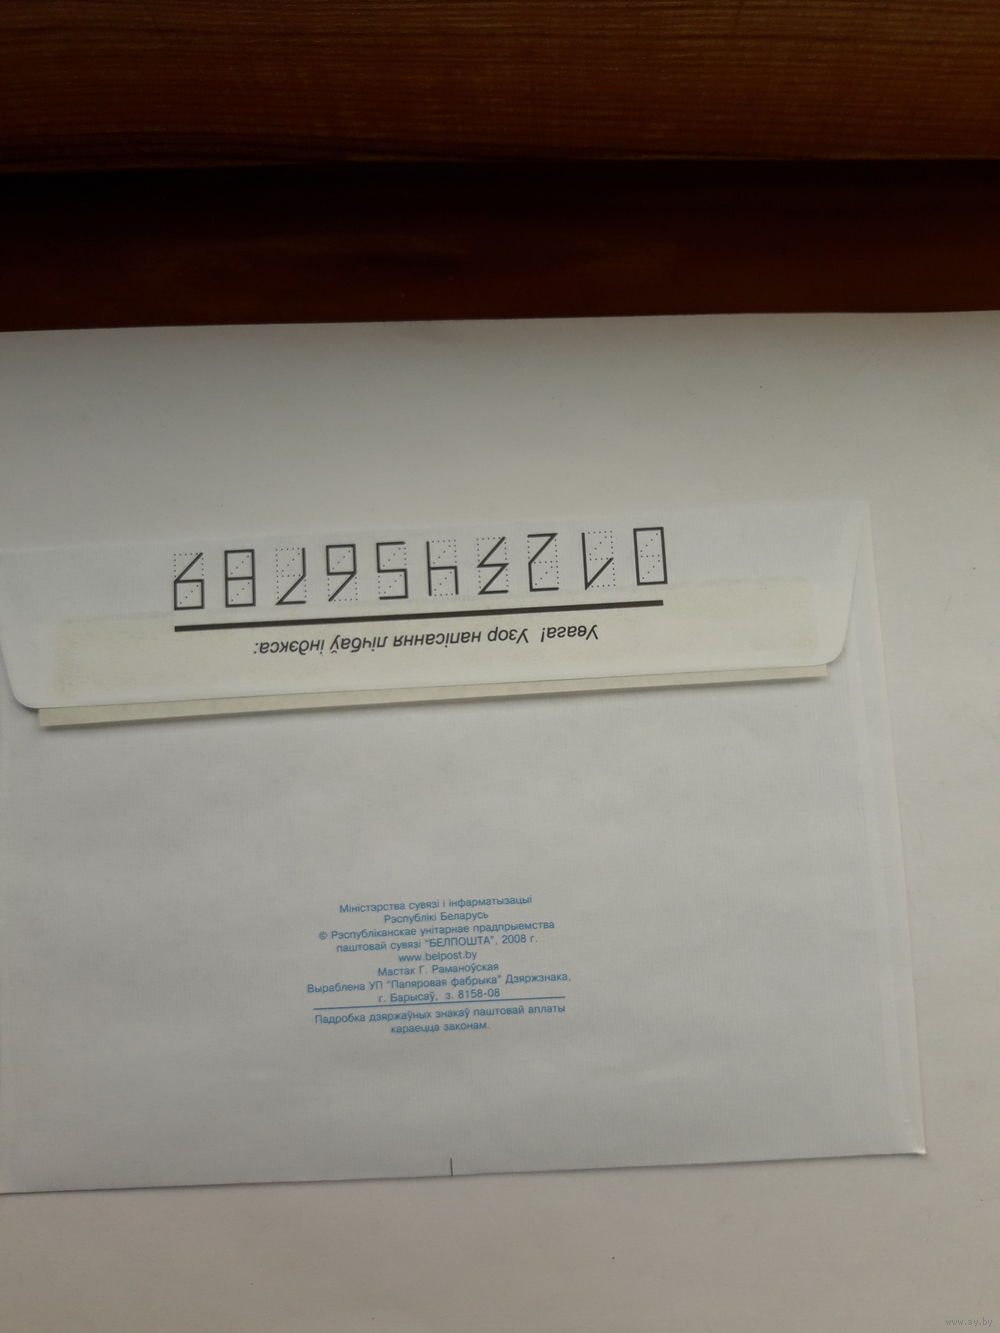 Увага! Узор напісання лічбаў індэкса:
0123456789
Міністэрства сувязі і інфарматызацыі
Рэспублікі Беларусь
© Рэспубліканскае унітарнае прадпрыемства
паштовай сувязі "БЕЛПОШТА", 2008 г.
www.belpost.by
Мастак Г. Раманоўская
Выраблена УП "Папяровая фабрыка" Дзяржзнака,
г. Барысаў, з. 8158-08
Падробка дзяржаўных знакаў паштовай аплаты
караецца законам.
www.ay.by